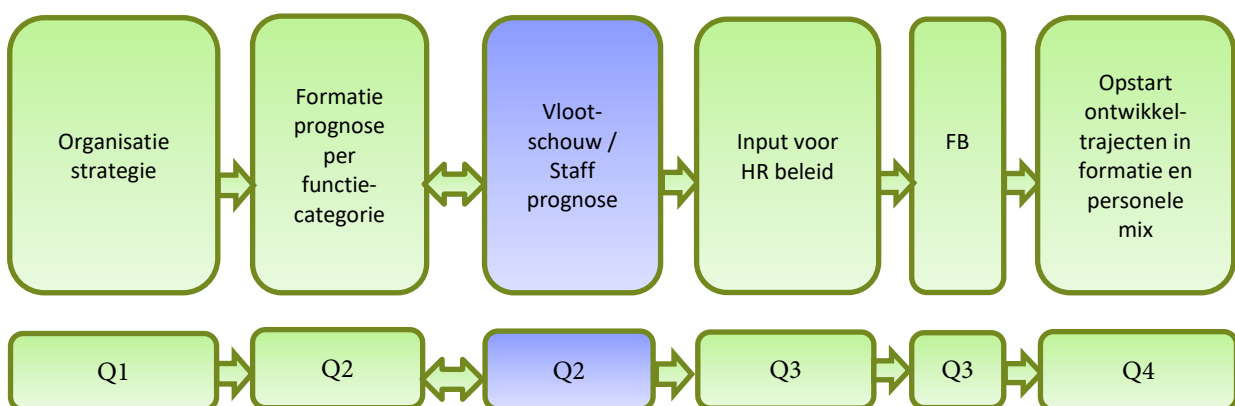 Organisatie
strategie
Formatie
prognose
per
functie-
categorie
Vloot-
schouw /
Staff
prognose
Input voor
HR beleid
FB
Opstart
ontwikkel-
trajecten in
formatie en
personele
mix
Q1
Q2
Q2
Q3
Q3
Q4